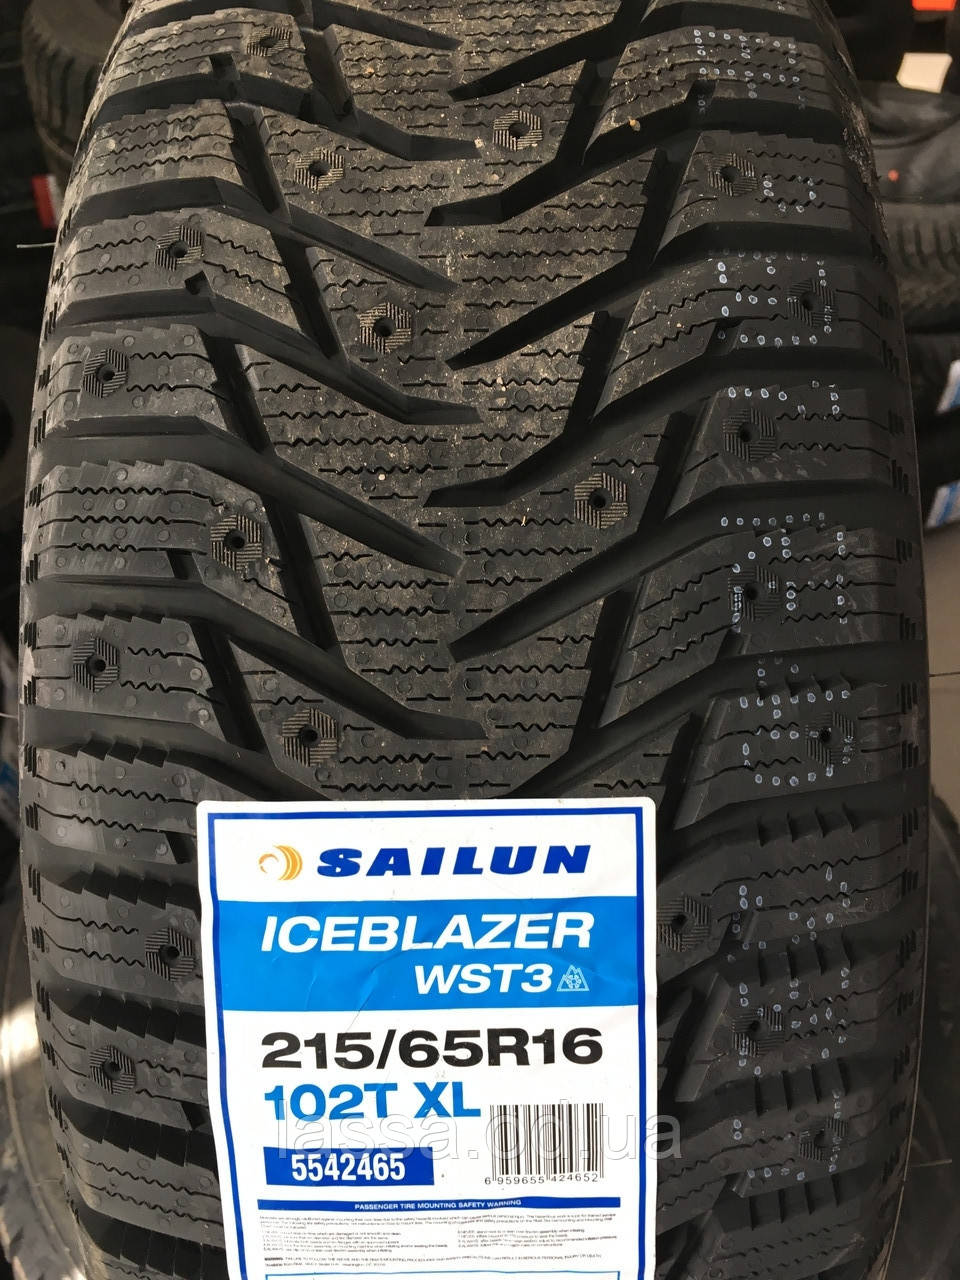 SAILUN
ICEBLAZER
WST3
215/65R16
102T XL
lassa.od.ua
5542465
6 959655 424652
PASSENGER TIRE MOUNTING SAFETY WARNING